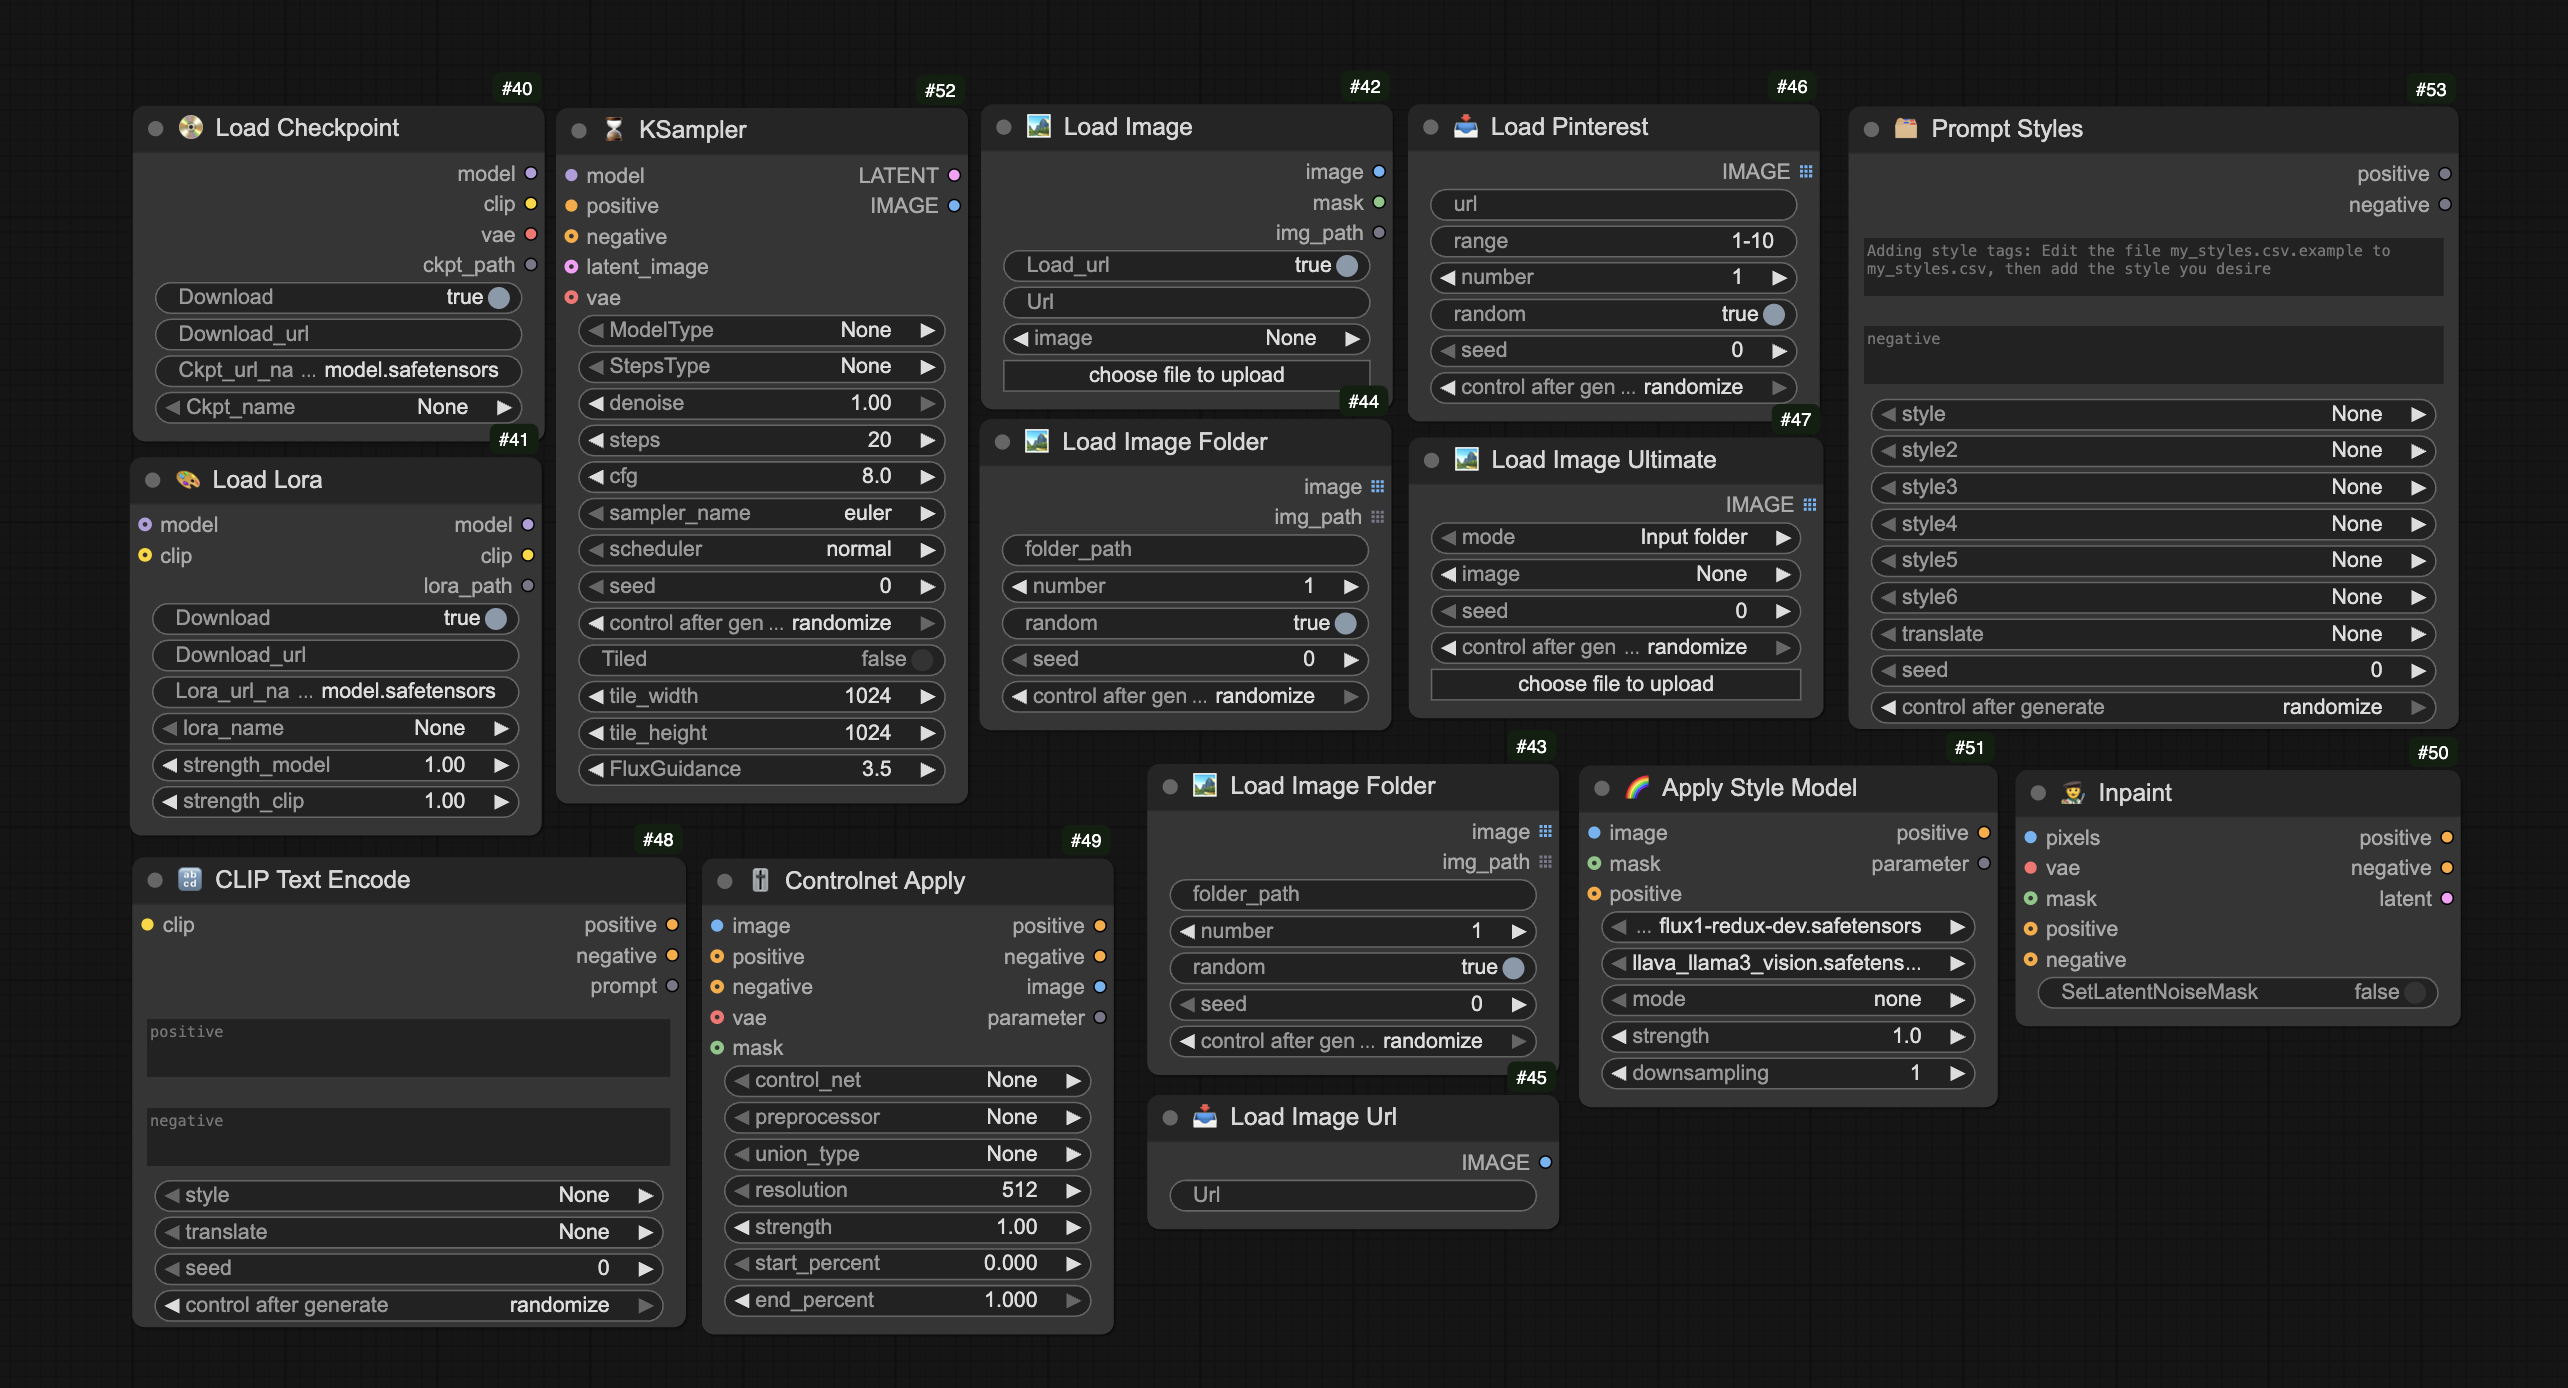 #40
Load Checkpoint
model
clip
vae
ckpt_path
Download true
Download_url
Ckpt_url_na ... model.safetensors
Ckpt_name None
#41
Load Lora
model model
clip clip
lora_path
Download true
Download_url
Lora_url_na ... model.safetensors
lora_name None
strength_model 1.00
strength_clip 1.00
#52
KSampler
model LATENT
positive IMAGE
negative
latent_image
vae
ModelType None
StepsType None
denoise 1.00
steps 20
cfg 8.0
sampler_name euler
scheduler normal
seed 0
control after gen ... randomize
Tiled false
tile_width 1024
tile_height 1024
FluxGuidance 3.5
#42
Load Image
image
mask
img_path
Load_url true
Url
image None
choose file to upload
#44
Load Image Folder
image
img_path
folder_path
number 1
random true
seed 0
control after gen ... randomize
#46
Load Pinterest
IMAGE
url
range 1-10
number 1
random true
seed 0
control after gen ... randomize
#47
Load Image Ultimate
IMAGE
mode Input folder
image None
seed 0
control after gen ... randomize
choose file to upload
#53
Prompt Styles
positive
negative
Adding style tags: Edit the file my_styles.csv.example to
my_styles.csv, then add the style you desire
negative
style None
style2 None
style3 None
style4 None
style5 None
style6 None
translate None
seed 0
control after generate randomize
#48
CLIP Text Encode
clip positive
negative
prompt
positive
negative
style None
translate None
seed 0
control after generate randomize
#49
Controlnet Apply
image positive
positive negative
negative image
vae parameter
mask
control_net None
preprocessor None
union_type None
resolution 512
strength 1.00
start_percent 0.000
end_percent 1.000
#43
Load Image Folder
image
img_path
folder_path
number 1
random true
seed 0
control after gen ... randomize
#45
Load Image Url
IMAGE
Url
#51
Apply Style Model
image positive
mask parameter
positive
... flux1-redux-dev.safetensors
llava_llama3_vision.safetens...
mode none
strength 1.0
downsampling 1
#50
Inpaint
pixels positive
vae negative
mask latent
positive
negative
SetLatentNoiseMask false